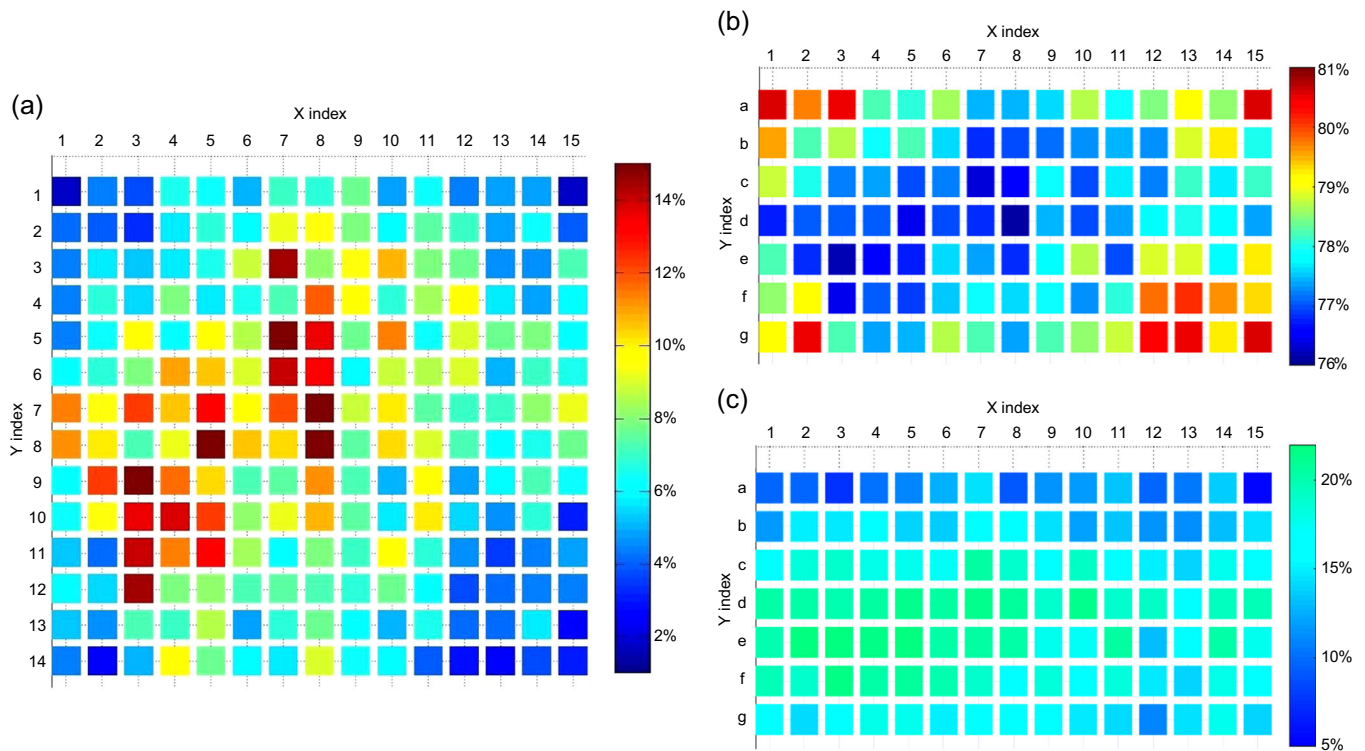 (a)
X index
1 2 3 4 5 6 7 8 9 10 11 12 13 14 15
Y index
1
2
3
4
5
6
7
8
9
10
11
12
13
14
14%
12%
10%
8%
6%
4%
2%
(b)
X index
1 2 3 4 5 6 7 8 9 10 11 12 13 14 15
Y index
a
b
c
d
e
f
g
81%
80%
79%
78%
77%
76%
(c)
X index
1 2 3 4 5 6 7 8 9 10 11 12 13 14 15
Y index
a
b
c
d
e
f
g
20%
15%
10%
5%